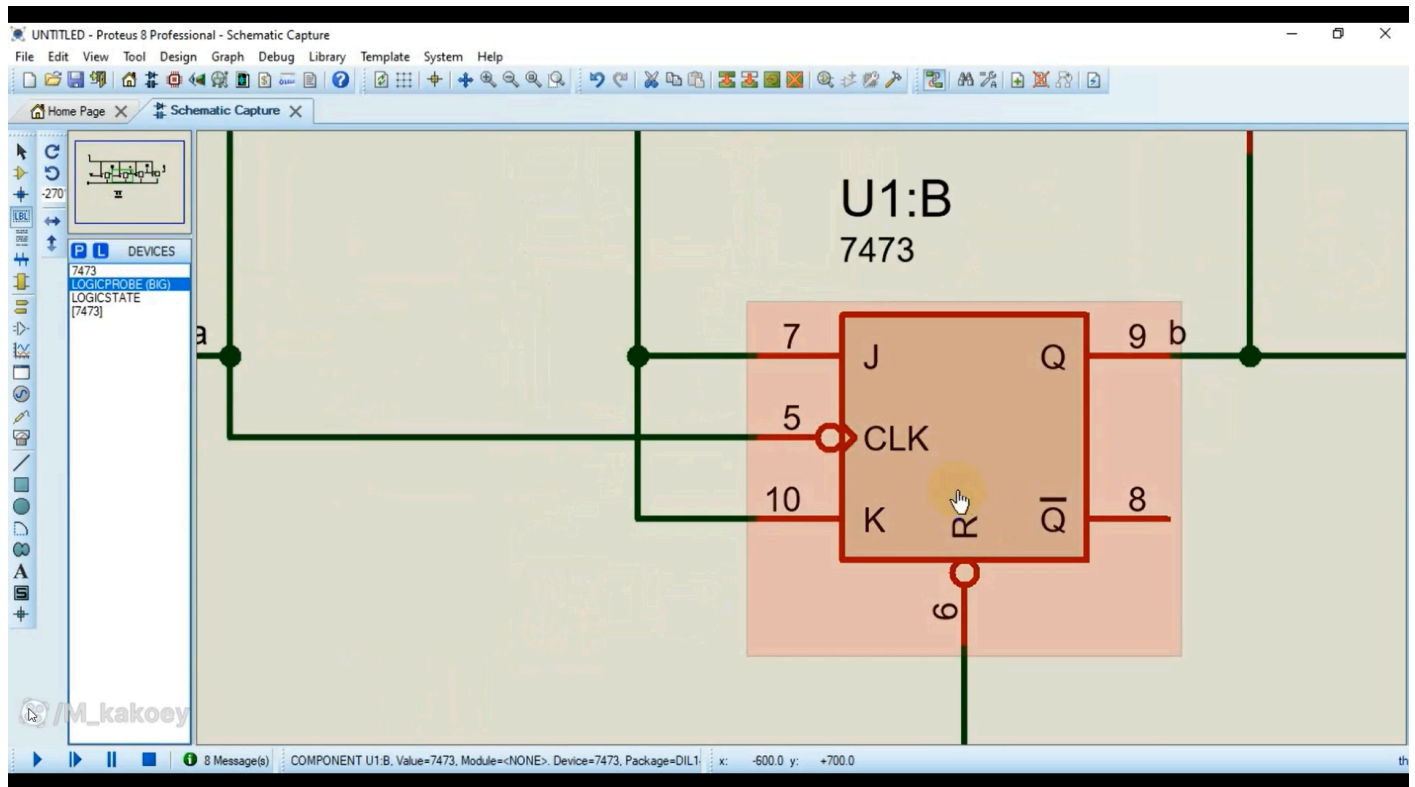 UNTITLED - Proteus 8 Professional - Schematic Capture
File Edit View Tool Design Graph Debug Library Template System Help
Home Page Schematic Capture
-270
LBL
P L DEVICES
7473
LOGICPROBE (BIG)
LOGICSTATE
[7473]
A
S
U1:B
7473
a
7
J
Q
9
b
5
CLK
10
K
R
Q
8
6
/M_kakoey
8 Message(s) COMPONENT U1:B, Value=7473, Module=<NONE>, Device=7473, Package=DIL1 x: -600.0 y: +700.0 th